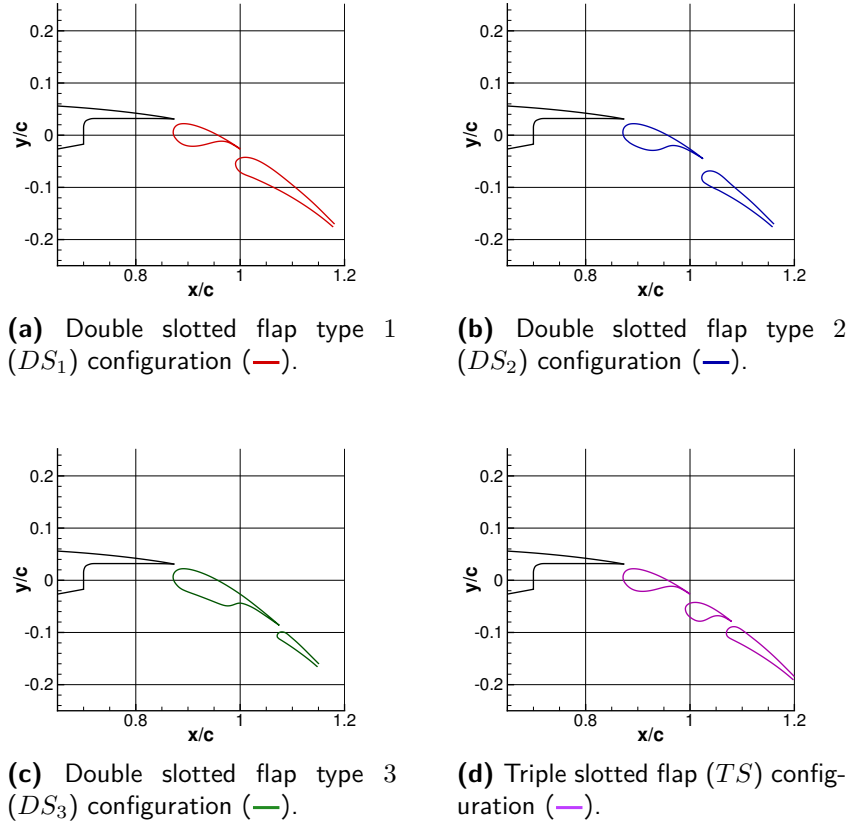 0.2
0.1
0
-0.1
-0.2
y/c
0.8
1
1.2
x/c
(a) Double slotted flap type 1
(DS₁) configuration (—).
0.2
0.1
0
-0.1
-0.2
y/c
0.8
1
1.2
x/c
(b) Double slotted flap type 2
(DS₂) configuration (—).
0.2
0.1
0
-0.1
-0.2
y/c
0.8
1
1.2
x/c
(c) Double slotted flap type 3
(DS₃) configuration (—).
0.2
0.1
0
-0.1
-0.2
y/c
0.8
1
1.2
x/c
(d) Triple slotted flap (TS) config-
uration (—).